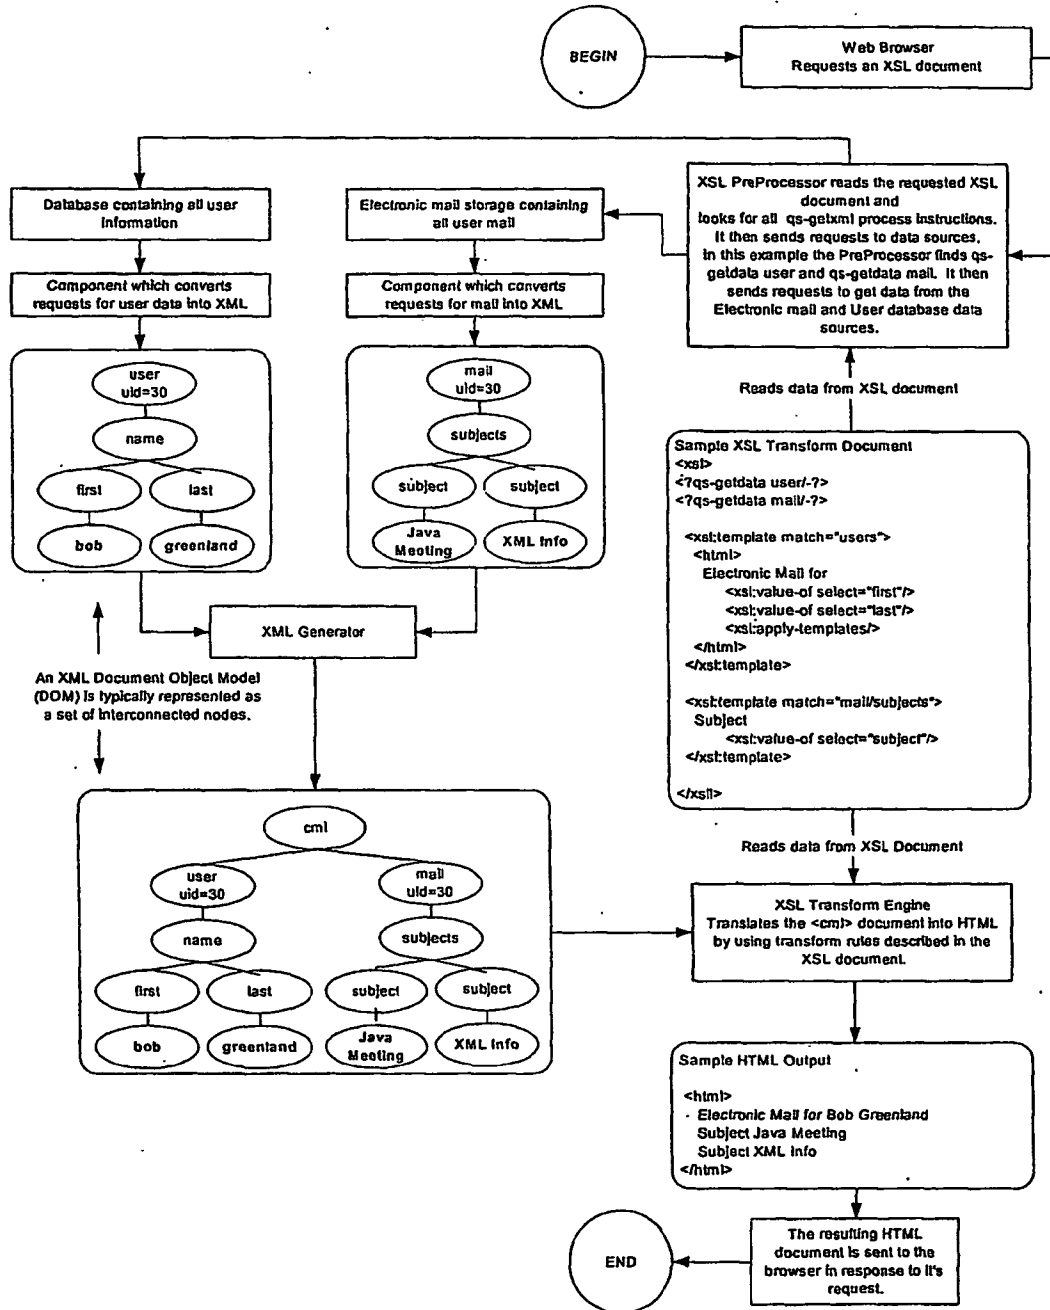 BEGIN
Web Browser
Requests an XSL document
XSL PreProcessor reads the requested XSL
document and
looks for all qs-getxml process instructions.
It then sends requests to data sources.
In this example the PreProcessor finds qs-
getdata user and qs-getdata mail. It then
sends requests to get data from the
Electronic mail and User database data
sources.
Database containing all user
information
Electronic mail storage containing
all user mail
Component which converts
requests for user data into XML
Component which converts
requests for mail into XML
user
uid=30
name
first
last
bob
greenland
mail
uid=30
subjects
subject
subject
Java
Meeting
XML Info
Reads data from XSL document
Sample XSL Transform Document
<xsl>
<?qs-getdata user/-?>
<?qs-getdata mail/-?>
<xsl:template match="users">
<html>
Electronic Mail for
<xsl:value-of select="first"/>
<xsl:value-of select="last"/>
<xsl:apply-templates/>
</html>
</xsl:template>
<xsl:template match="mail/subjects">
Subject
<xsl:value-of select="subject"/>
</xsl:template>
</xsll>
XML Generator
An XML Document Object Model
(DOM) is typically represented as
a set of interconnected nodes.
cml
user
uid=30
name
first
last
bob
greenland
mail
uid=30
subjects
subject
subject
Java
Meeting
XML Info
Reads data from XSL Document
XSL Transform Engine
Translates the <cml> document into HTML
by using transform rules described in the
XSL document.
Sample HTML Output
<html>
Electronic Mail for Bob Greenland
Subject Java Meeting
Subject XML Info
</html>
The resulting HTML
document is sent to the
browser in response to it's
request.
END